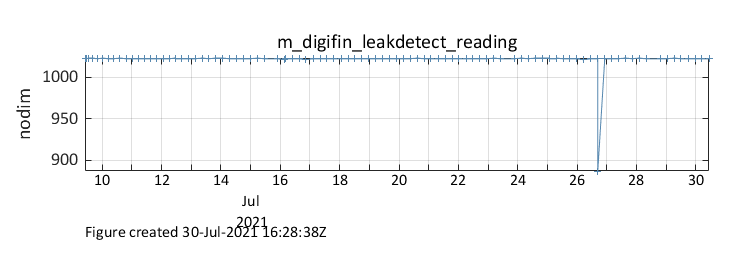 m_digifin_leakdetect_reading
nodim
1000
950
900
10 12 14 16 18 20 22 24 26 28 30
Jul
2021
Figure created 30-Jul-2021 16:28:38Z